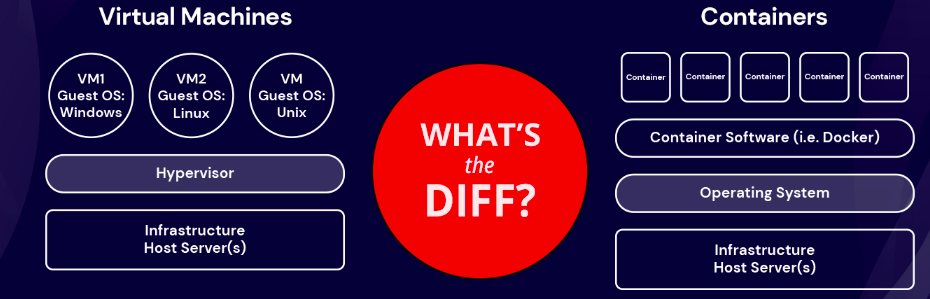 Virtual Machines
VM1
Guest OS:
Windows
VM2
Guest OS:
Linux
VM
Guest OS:
Unix
Hypervisor
Infrastructure
Host Server(s)
WHAT'S
the
DIFF?
Containers
Container
Container
Container
Container
Container
Container Software (i.e. Docker)
Operating System
Infrastructure
Host Server(s)